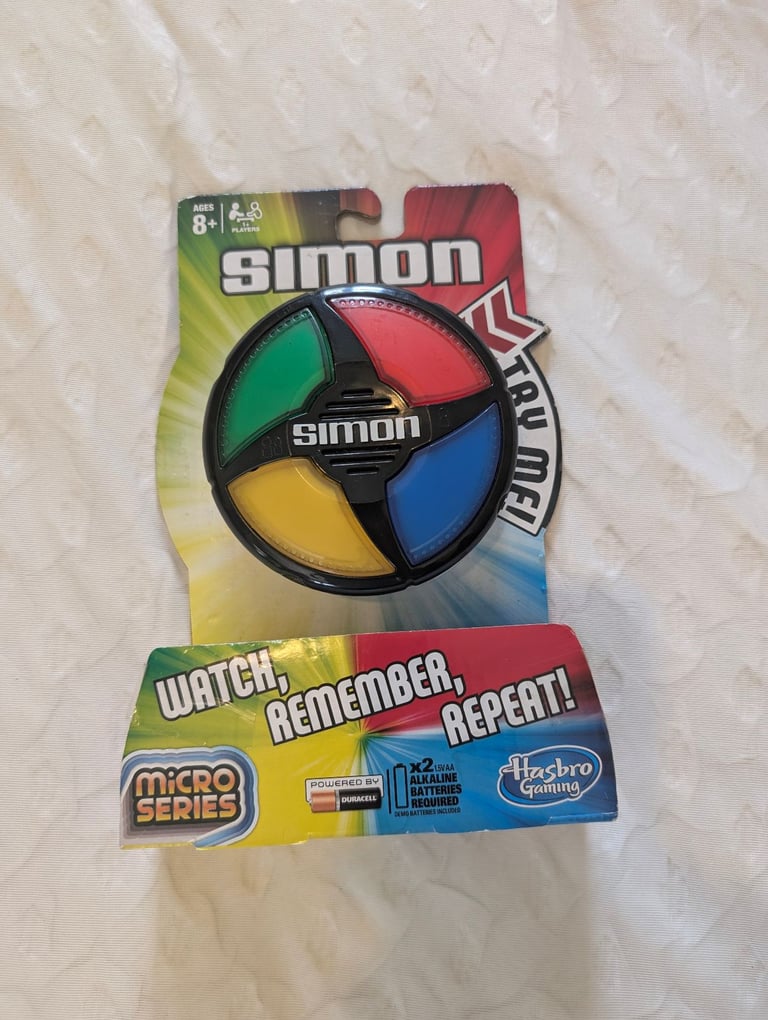 AGES
8+
1+
PLAYERS
SIMON
TRY ME!
SIMON
WATCH,
REMEMBER,
REPEAT!
MICRO
SERIES
POWERED BY
DURACELL
x2 1.5V AA
ALKALINE
BATTERIES
REQUIRED
DEMO BATTERIES INCLUDED
Hasbro
Gaming